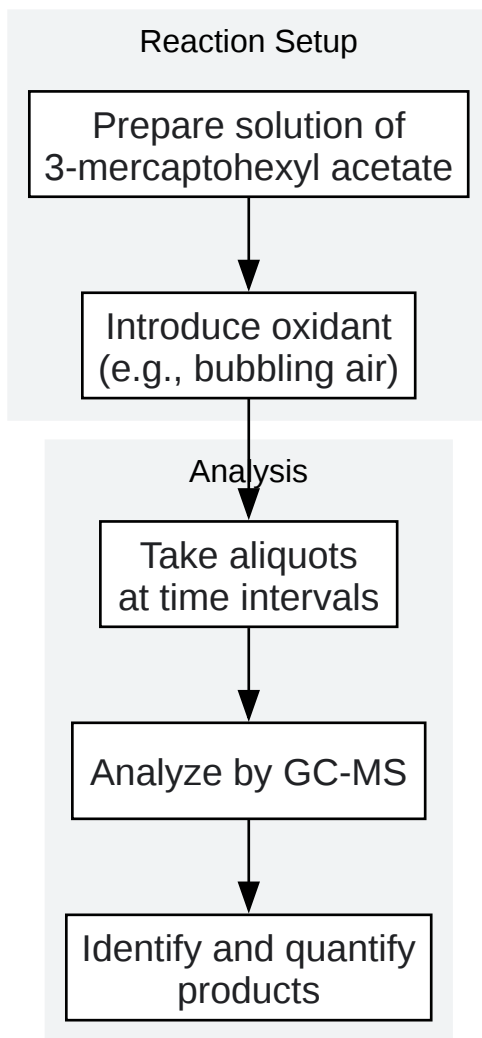 Reaction Setup
Prepare solution of
3-mercaptohexyl acetate
Introduce oxidant
(e.g., bubbling air)
Analysis
Take aliquots
at time intervals
Analyze by GC-MS
Identify and quantify
products